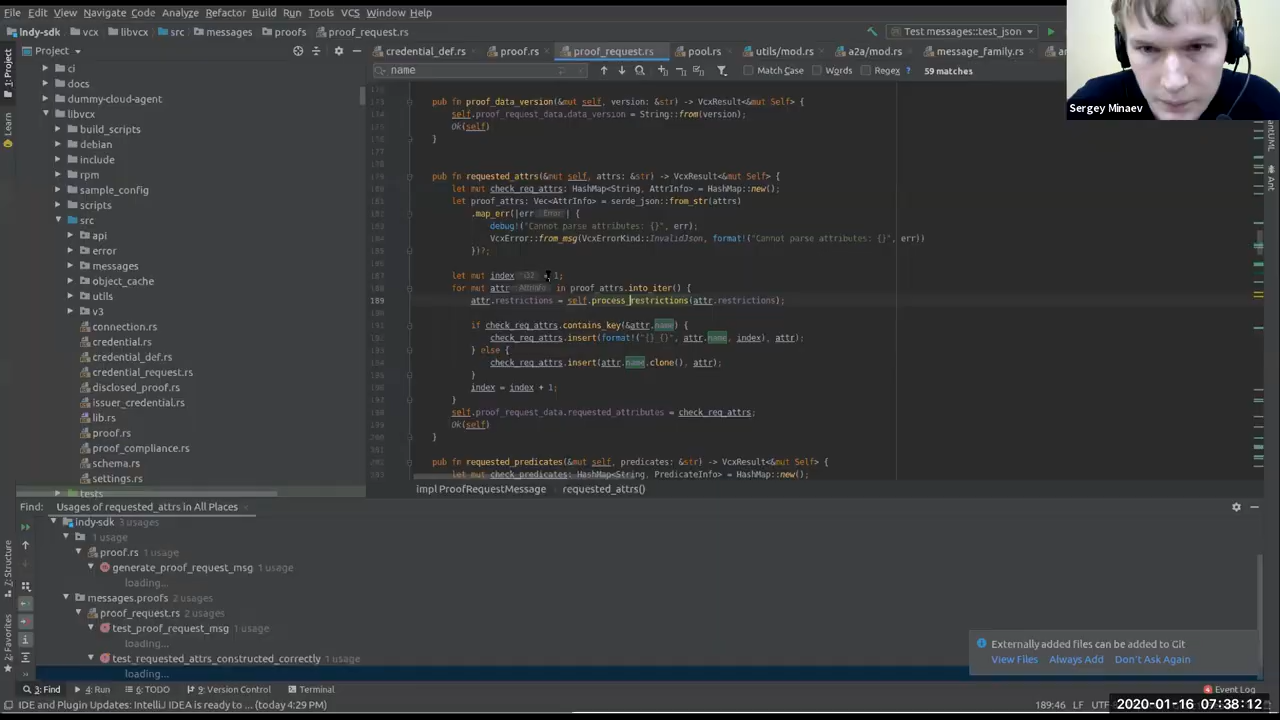 File Edit View Navigate Code Analyze Refactor Build Run Tools VCS Window Help
Indy-sdk vcx libvcx src messages proofs proof_request.rs Test messages::test_json
1: Project
Learn
Project
credential_def.rs proof.rs proof_request.rs pool.rs utils/mod.rs a2a/mod.rs message_family.rs
name Match Case Words Regex ? 59 matches
ci
docs
dummy-cloud-agent
libvcx
build_scripts
debian
include
rpm
sample_config
scripts
src
api
error
messages
object_cache
utils
v3
connection.rs
credential.rs
credential_def.rs
credential_request.rs
disclosed_proof.rs
issuer_credential.rs
lib.rs
proof.rs
proof_compliance.rs
schema.rs
settings.rs
tests
pub fn proof_data_version(&mut self, version: &str) -> VcxResult<&mut Self> {
self.proof_request_data.data_version = String::from(version);
Ok(self)
}
pub fn requested_attrs(&mut self, attrs: &str) -> VcxResult<&mut Self> {
let mut check_req_attrs: HashMap<String, AttrInfo> = HashMap::new();
let proof_attrs: Vec<AttrInfo> = serde_json::from_str(attrs)
.map_err(|err Error | {
debug!("Cannot parse attributes: {}", err);
VcxError::from_msg(VcxErrorKind::InvalidJson, format!("Cannot parse attributes: {}", err))
})?;
let mut index i32 = 1;
for mut attr AttrInfo in proof_attrs.into_iter() {
189 attr.restrictions = self.process_restrictions(attr.restrictions);
if check_req_attrs.contains_key(&attr.name) {
check_req_attrs.insert(format!("{}_{}", attr.name, index), attr);
} else {
check_req_attrs.insert(attr.name.clone(), attr);
}
index = index + 1;
}
self.proof_request_data.requested_attributes = check_req_attrs;
Ok(self)
}
pub fn requested_predicates(&mut self, predicates: &str) -> VcxResult<&mut Self> {
let mut check_predicates: HashMap<String, PredicateInfo> = HashMap::new();
impl ProofRequestMessage requested_attrs()
Sergey Minaev
Ant
Find: Usages of requested_attrs in All Places
indy-sdk 3 usages
1 usage
proof.rs 1 usage
generate_proof_request_msg 1 usage
loading...
messages.proofs 2 usages
proof_request.rs 2 usages
test_proof_request_msg 1 usage
loading...
test_requested_attrs_constructed_correctly 1 usage
loading...
Z: Structure
2: Favorites
Externally added files can be added to Git
View Files Always Add Don't Ask Again
3: Find 4: Run 6: TODO 9: Version Control Terminal Event Log
IDE and Plugin Updates: IntelliJ IDEA is ready to ... (today 4:29 PM) 189:46 LF
2020-01-16 07:38:12